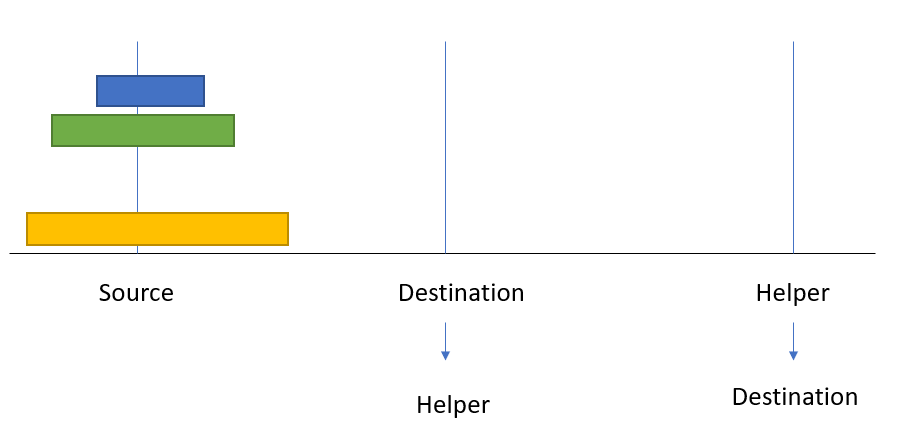 Source
Destination
Helper
Helper
Destination